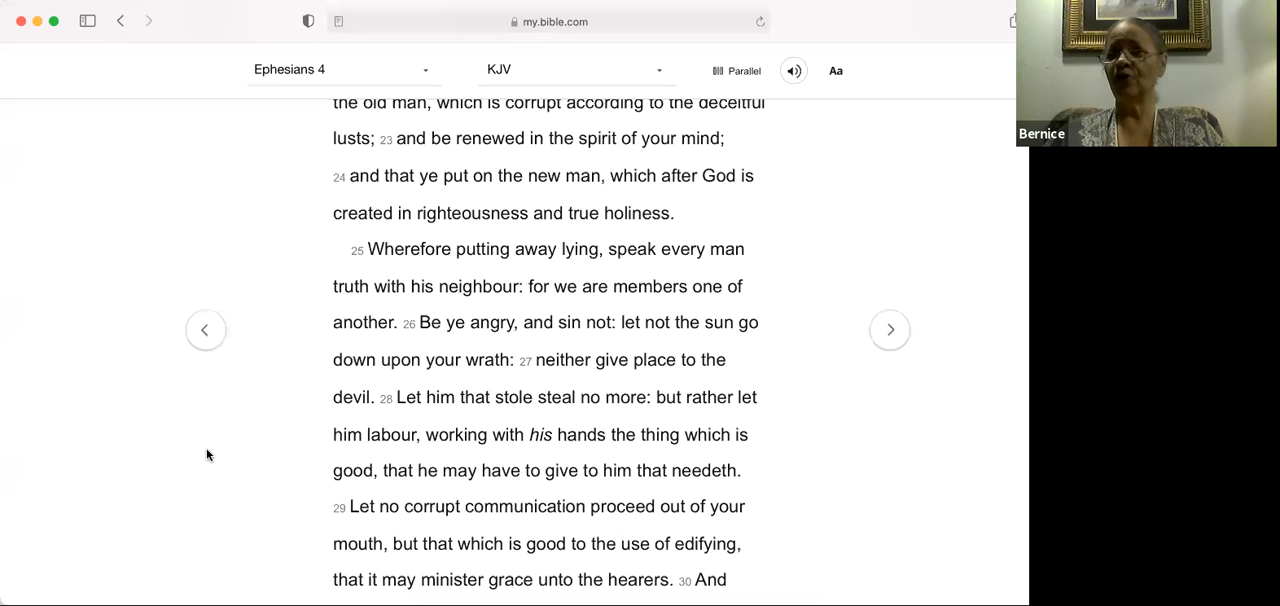 my.bible.com
Ephesians 4
KJV
Parallel
Aa
the old man, which is corrupt according to the deceitful
lusts; 23 and be renewed in the spirit of your mind;
24 and that ye put on the new man, which after God is
created in righteousness and true holiness.
25 Wherefore putting away lying, speak every man
truth with his neighbour: for we are members one of
another. 26 Be ye angry, and sin not: let not the sun go
down upon your wrath: 27 neither give place to the
devil. 28 Let him that stole steal no more: but rather let
him labour, working with his hands the thing which is
good, that he may have to give to him that needeth.
29 Let no corrupt communication proceed out of your
mouth, but that which is good to the use of edifying,
that it may minister grace unto the hearers. 30 And
Bernice